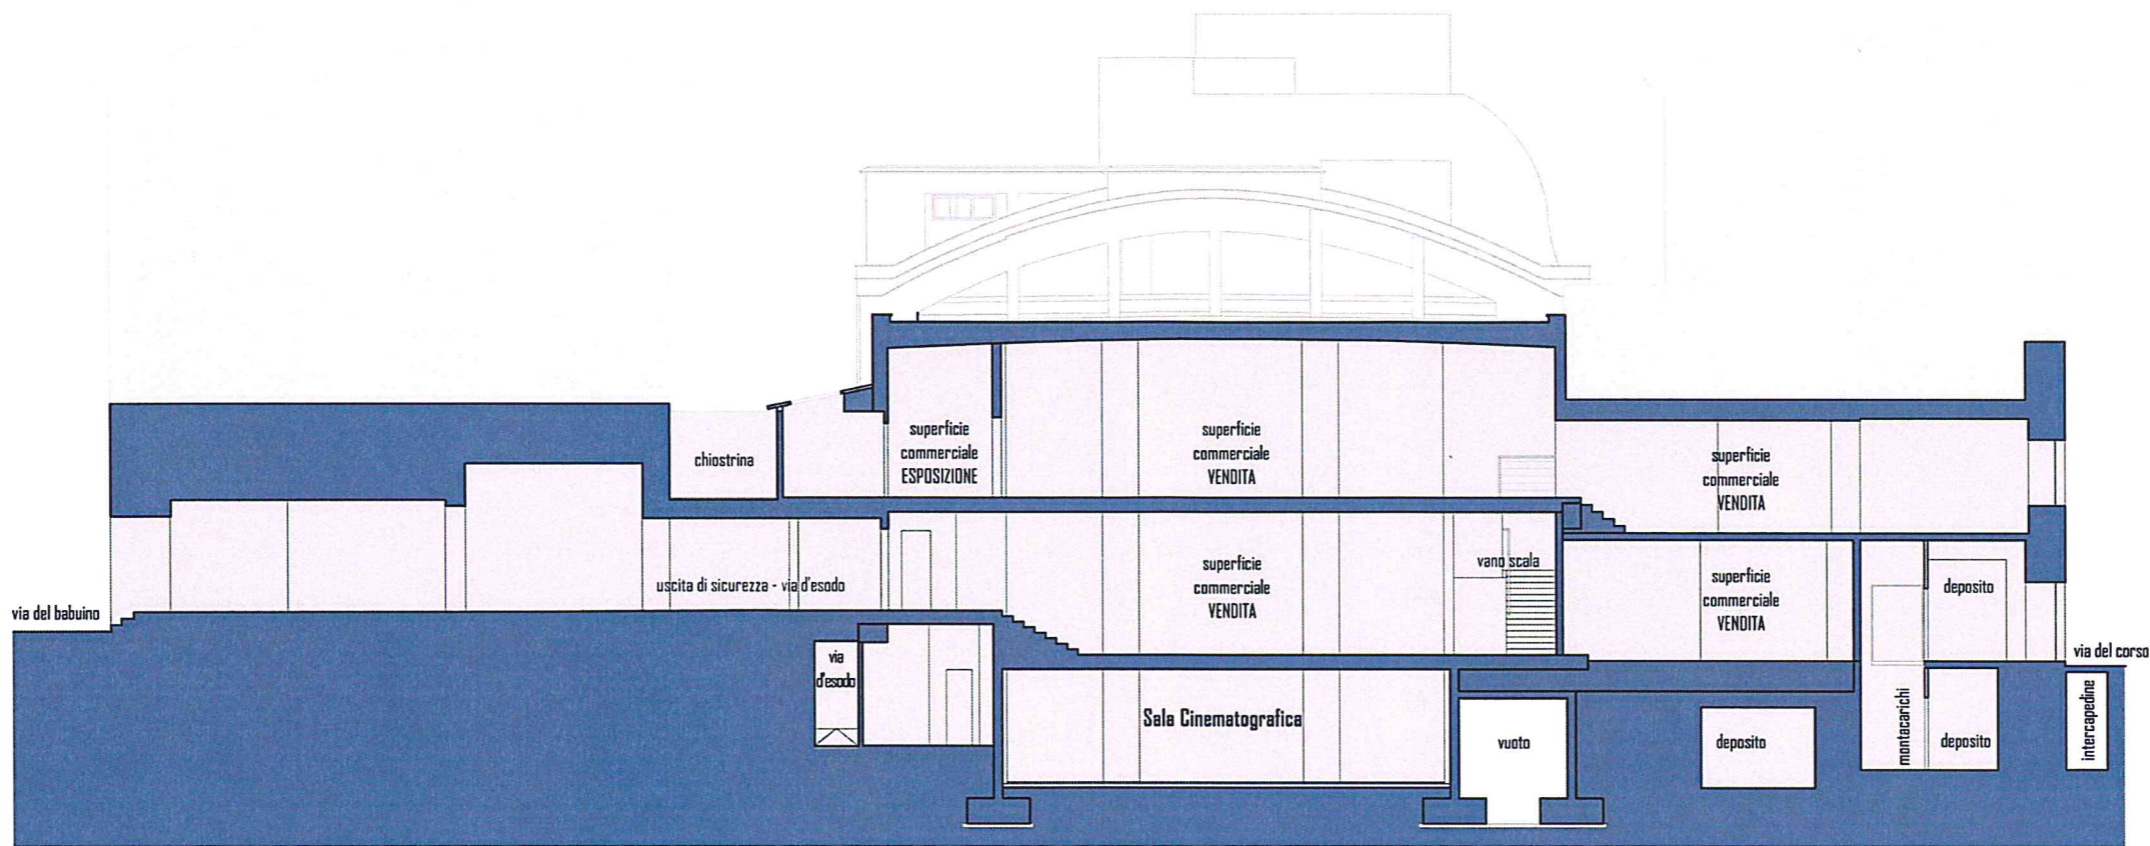 superficie
commerciale
ESPOSIZIONE
superficie
commerciale
VENDITA
superficie
commerciale
VENDITA
chiostrina
superficie
commerciale
VENDITA
vano scala
superficie
commerciale
VENDITA
deposito
uscita di sicurezza - via d'esodo
via del babuino
via del corso
via
d'esodo
Sala Cinematografica
vuoto
deposito
montacarichi
deposito
intercapedine